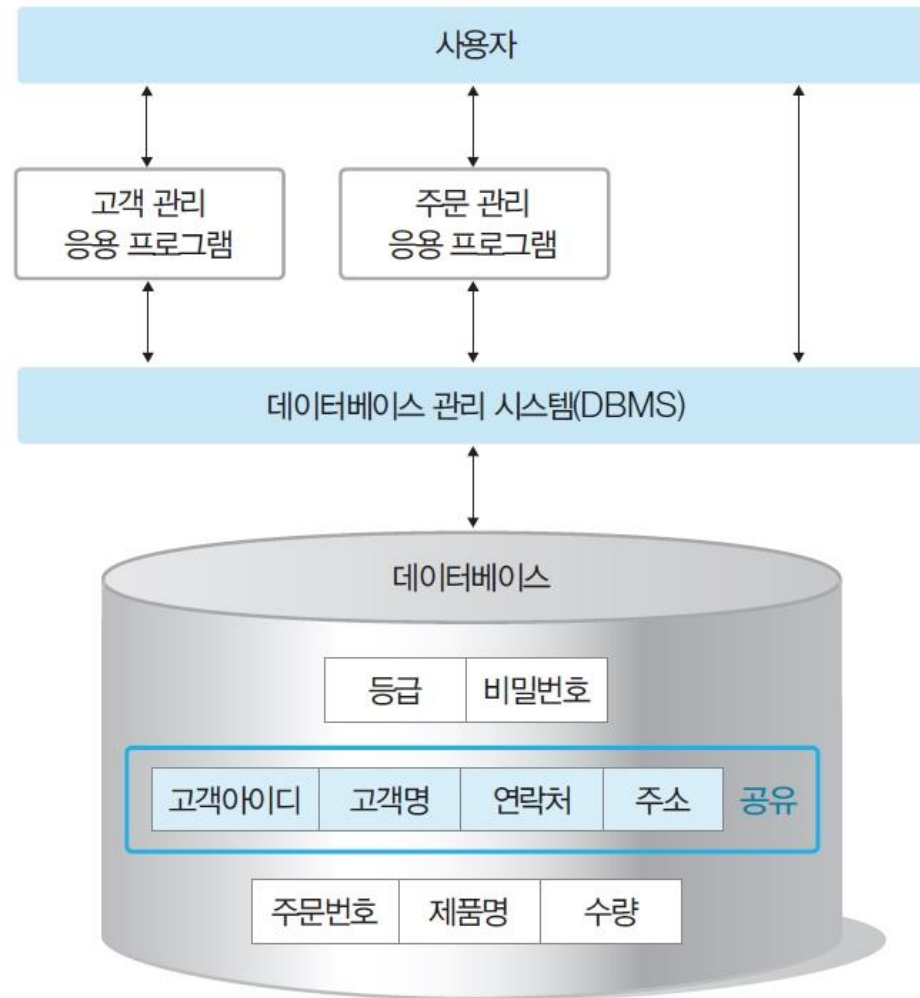 사용자
고객 관리
응용 프로그램
주문 관리
응용 프로그램
데이터베이스 관리 시스템(DBMS)
데이터베이스
등급 비밀번호
고객아이디 고객명 연락처 주소 공유
주문번호 제품명 수량